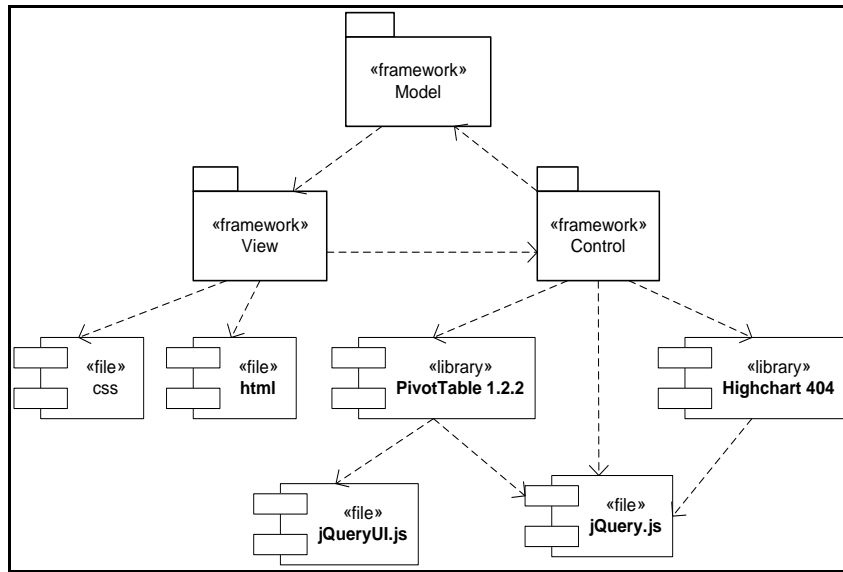 «framework»
Model
«framework»
View
«framework»
Control
«file»
css
«file»
html
«library»
PivotTable 1.2.2
«library»
Highchart 404
«file»
jQueryUI.js
«file»
jQuery.js